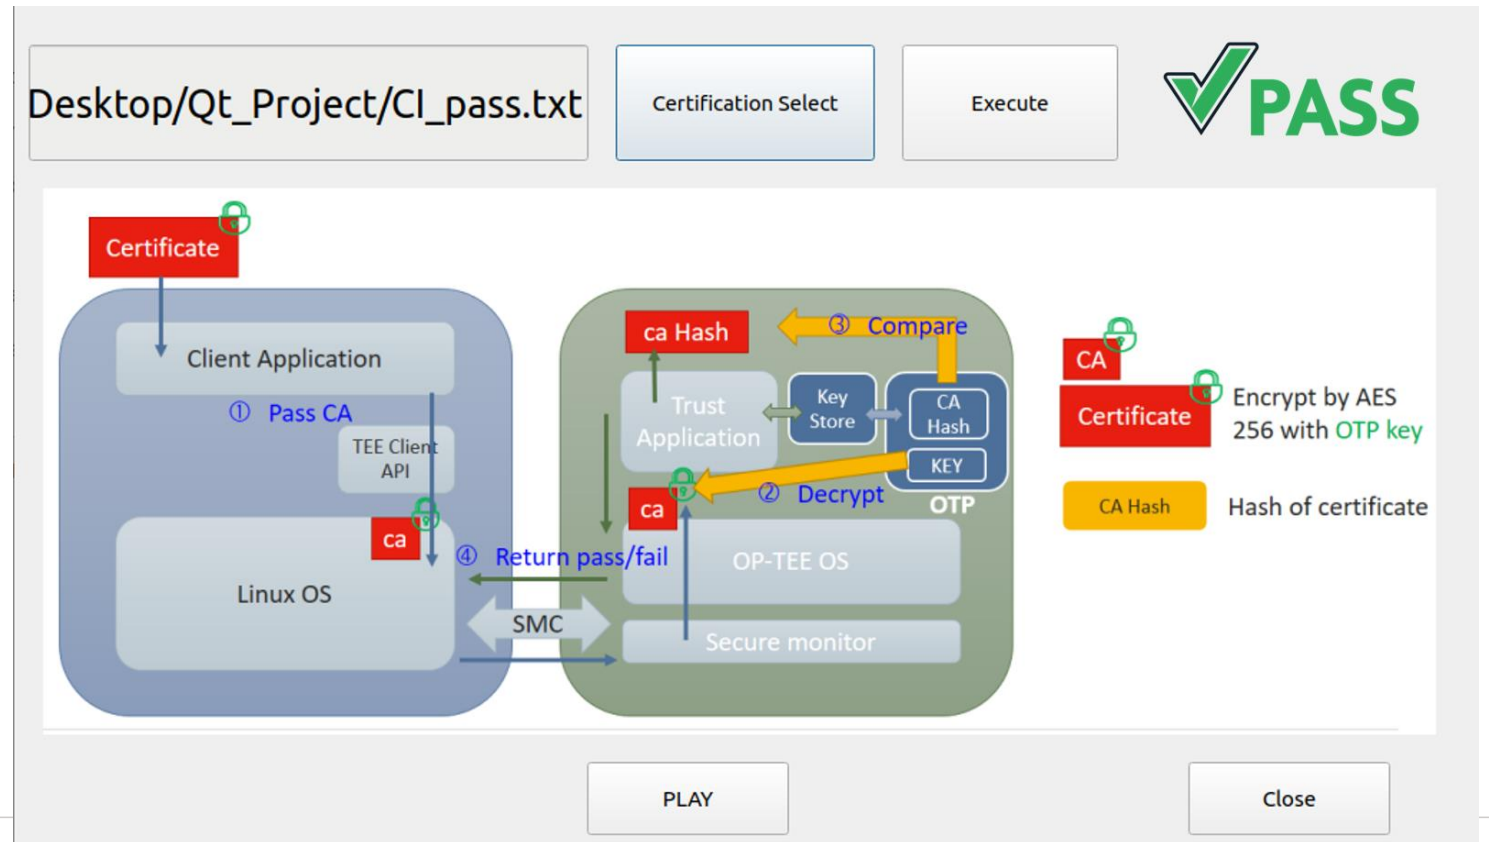 Desktop/Qt_Project/CI_pass.txt
Certification Select
Execute
PASS
Certificate
Client Application
① Pass CA
TEE Client
API
ca
Linux OS
④ Return pass/fail
SMC
ca Hash
③ Compare
Trust
Application
Key
Store
CA
Hash
KEY
OTP
② Decrypt
ca
OP-TEE OS
Secure monitor
CA
Certificate
Encrypt by AES
256 with OTP key
CA Hash
Hash of certificate
PLAY
Close